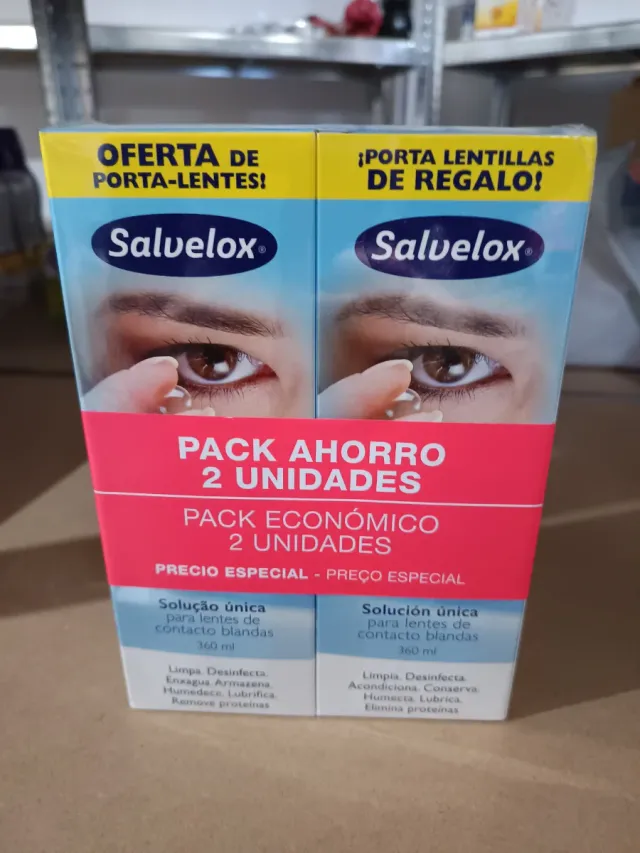 OFERTA DE
PORTA-LENTES!
Salvelox®
¡PORTA LENTILLAS
DE REGALO!
Salvelox®
PACK AHORRO
2 UNIDADES
PACK ECONÓMICO
2 UNIDADES
PRECIO ESPECIAL - PREÇO ESPECIAL
Solução única
para lentes de
contacto blandas
360 ml
Limpa. Desinfecta.
Enxagua. Armazena.
Humedece. Lubrifica.
Remove proteínas
Solución única
para lentes de
contacto blandas
360 ml
Limpia. Desinfecta.
Acondiciona. Conserva.
Humecta. Lubrica.
Elimina proteínas